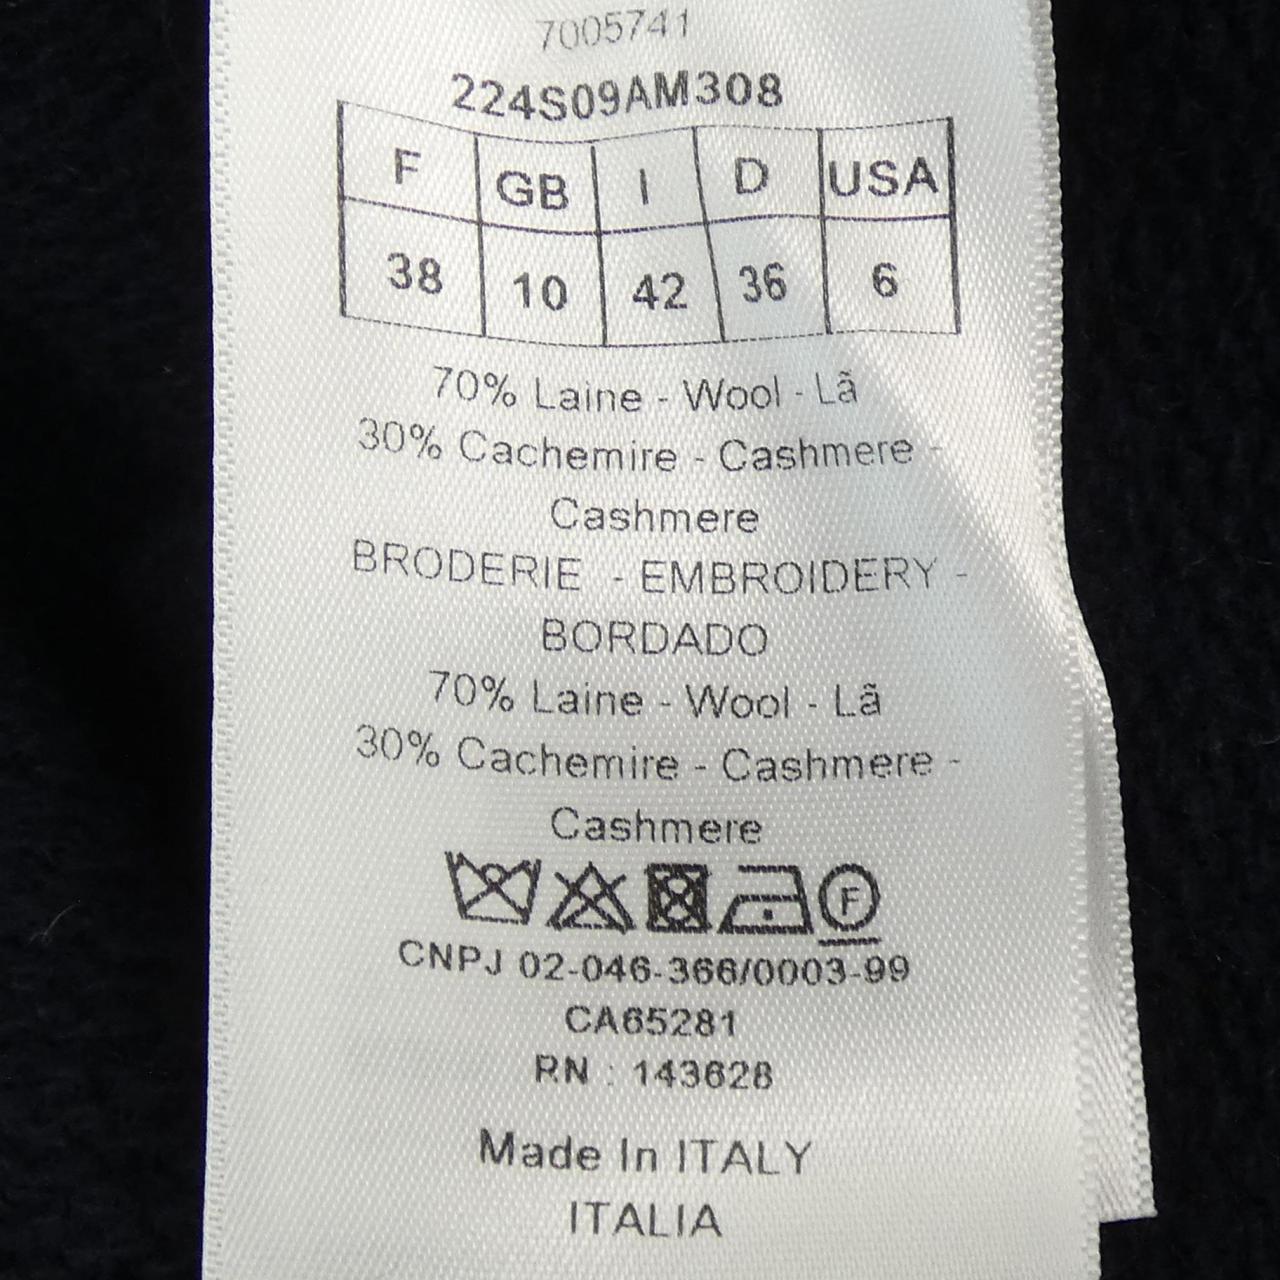 7005741
224S09AM308
F GB I D USA
38 10 42 36 6
70% Laine - Wool - Lã
30% Cachemire - Cashmere -
Cashmere
BRODERIE - EMBROIDERY -
BORDADO
70% Laine - Wool - Lã
30% Cachemire - Cashmere -
Cashmere
F
CNPJ 02-046-366/0003-99
CA65281
RN : 143628
Made In ITALY
ITALIA